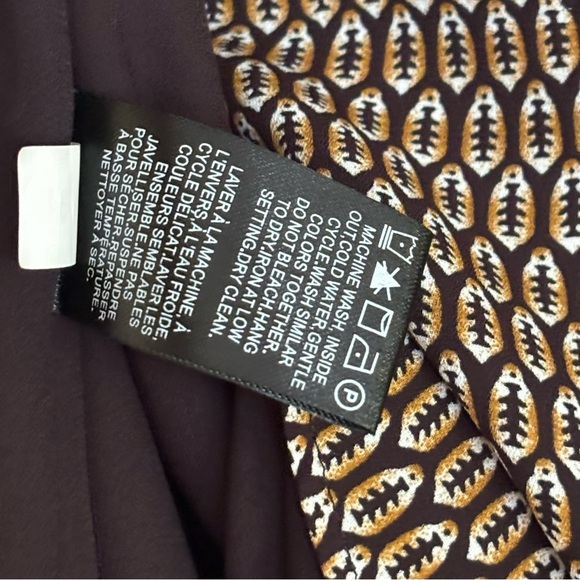 MACHINE WASH, INSIDE
OUT, COLD WATER, GENTLE
CYCLE, WASH SIMILAR
COLORS TOGETHER.
DO NOT BLEACH.HANG
TO DRY.IRON AT LOW
SETTING.DRY CLEAN.
LAVER À LA MACHINE À
L'ENVERS À L'EAU FROIDE
CYCLE DÉLICAT.LAVER LES
COULEURS SEMBLABLES
ENSEMBLE. NE PAS
JAVELLISER.SUSPENDRE
POUR SÉCHER.REPASSER
À BASSE TEMPÉRATURE.
NETTOYER À SEC.
P